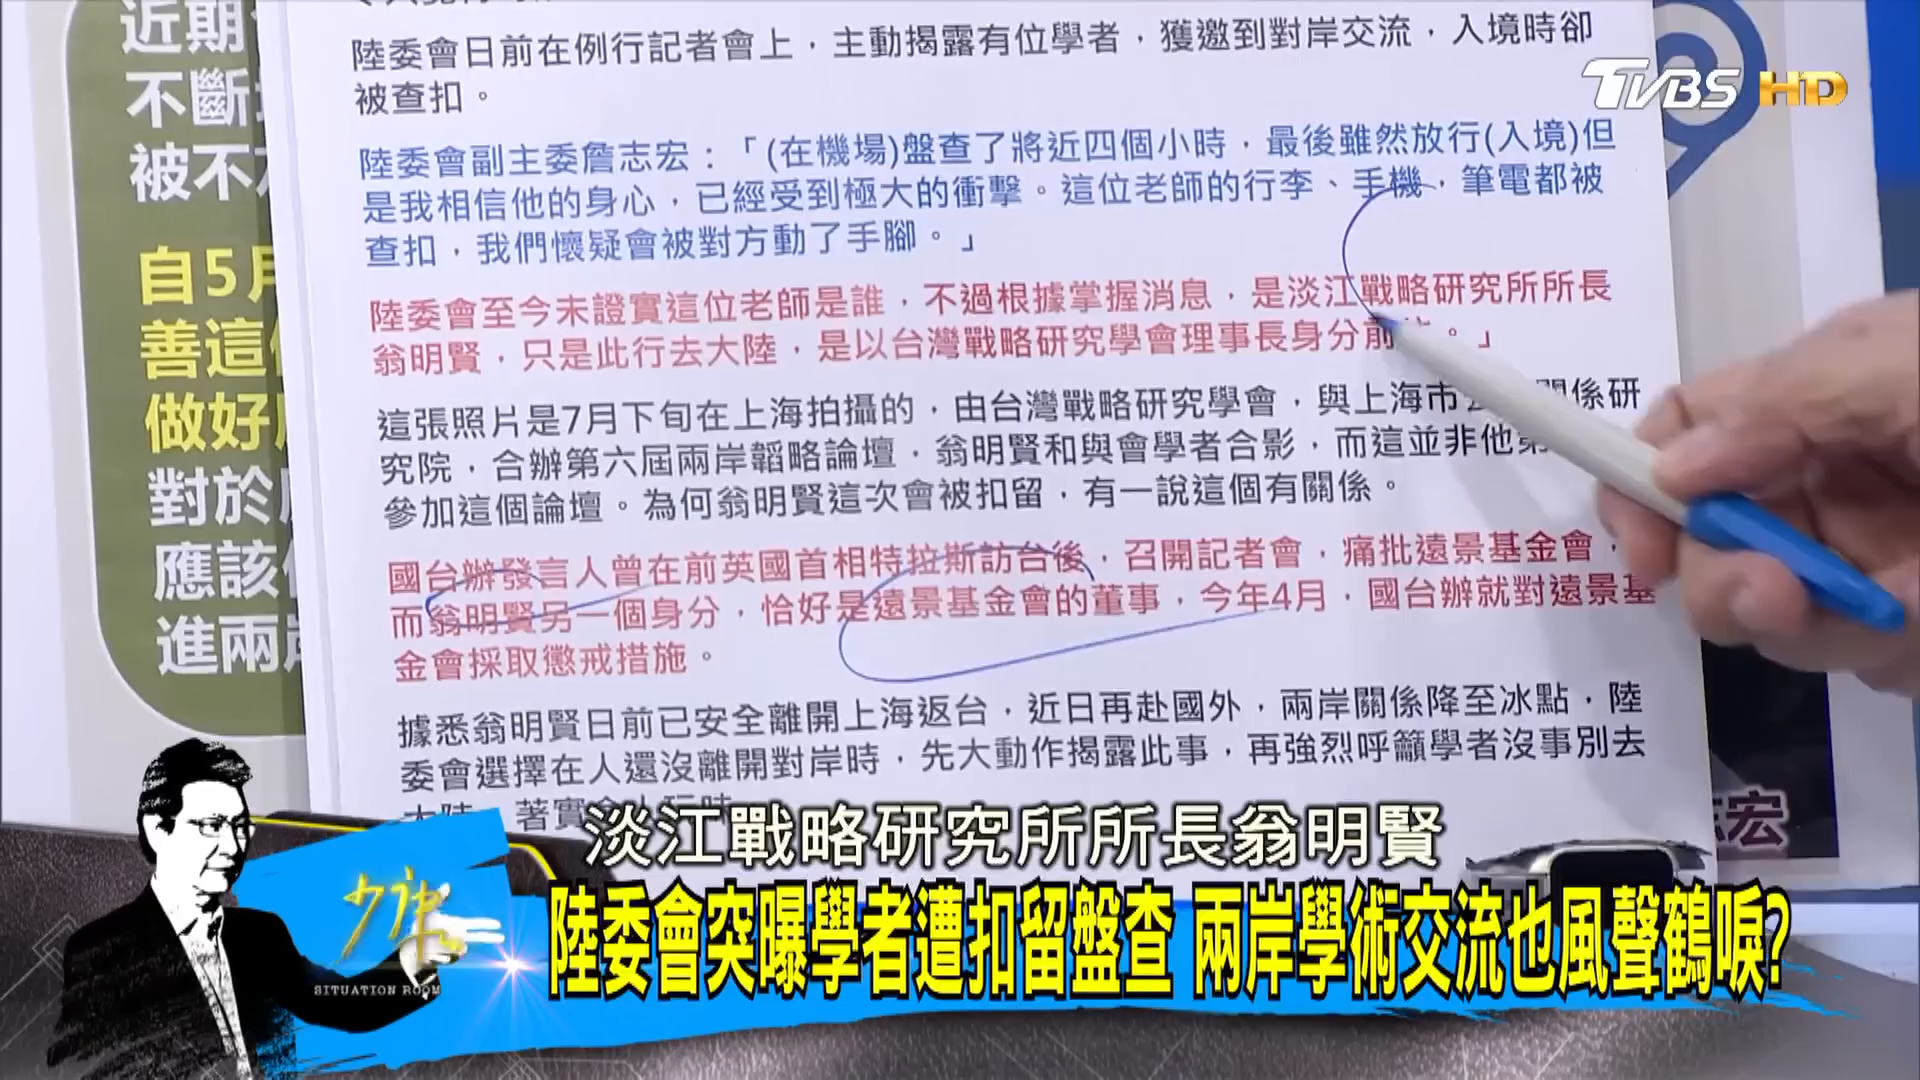 近期
不斷
被不
自5月
善這
做好
對於
應該
進兩岸
陸委會日前在例行記者會上，主動揭露有位學者，獲邀到對岸交流，入境時卻
被查扣。
陸委會副主委詹志宏：「(在機場)盤查了將近四個小時，最後雖然放行(入境)但
是我相信他的身心，已經受到極大的衝擊。這位老師的行李、手機，筆電都被
查扣，我們懷疑會被對方動了手腳。」
陸委會至今未證實這位老師是誰，不過根據掌握消息，是淡江戰略研究所所長
翁明賢，只是此行去大陸，是以台灣戰略研究學會理事長身分前。」
這張照片是7月下旬在上海拍攝的，由台灣戰略研究學會，與上海市 關係研
究院，合辦第六屆兩岸韜略論壇，翁明賢和與會學者合影，而這並非他第
參加這個論壇。為何翁明賢這次會被扣留，有一說這個有關係。
國台辦發言人曾在前英國首相特拉斯訪台後，召開記者會，痛批遠景基金會，
而翁明賢另一個身分，恰好是遠景基金會的董事，今年4月，國台辦就對遠景基
金會採取懲戒措施。
據悉翁明賢日前已安全離開上海返台，近日再赴國外，兩岸關係降至冰點，陸
委會選擇在人還沒離開對岸時，先大動作揭露此事，再強烈呼籲學者沒事別去
TVBS HD
宏
少康
SITUATION ROOM
淡江戰略研究所所長翁明賢
陸委會突曝學者遭扣留盤查 兩岸學術交流也風聲鶴唳?